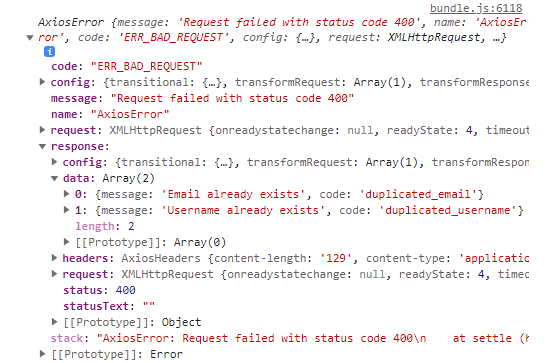 bundle.js:6118
AxiosError {message: 'Request failed with status code 400', name: 'AxiosEr
ror', code: 'ERR_BAD_REQUEST', config: {…}, request: XMLHttpRequest, …}
i
code: "ERR_BAD_REQUEST"
config: {transitional: {…}, transformRequest: Array(1), transformResponse
message: "Request failed with status code 400"
name: "AxiosError"
request: XMLHttpRequest {onreadystatechange: null, readyState: 4, timeout
response:
config: {transitional: {…}, transformRequest: Array(1), transformRespon
data: Array(2)
0: {message: 'Email already exists', code: 'duplicated_email'}
1: {message: 'Username already exists', code: 'duplicated_username'}
length: 2
[[Prototype]]: Array(0)
headers: AxiosHeaders {content-length: '129', content-type: 'applicatio
request: XMLHttpRequest {onreadystatechange: null, readyState: 4, timeo
status: 400
statusText: ""
[[Prototype]]: Object
stack: "AxiosError: Request failed with status code 400\n    at settle (h
[[Prototype]]: Error